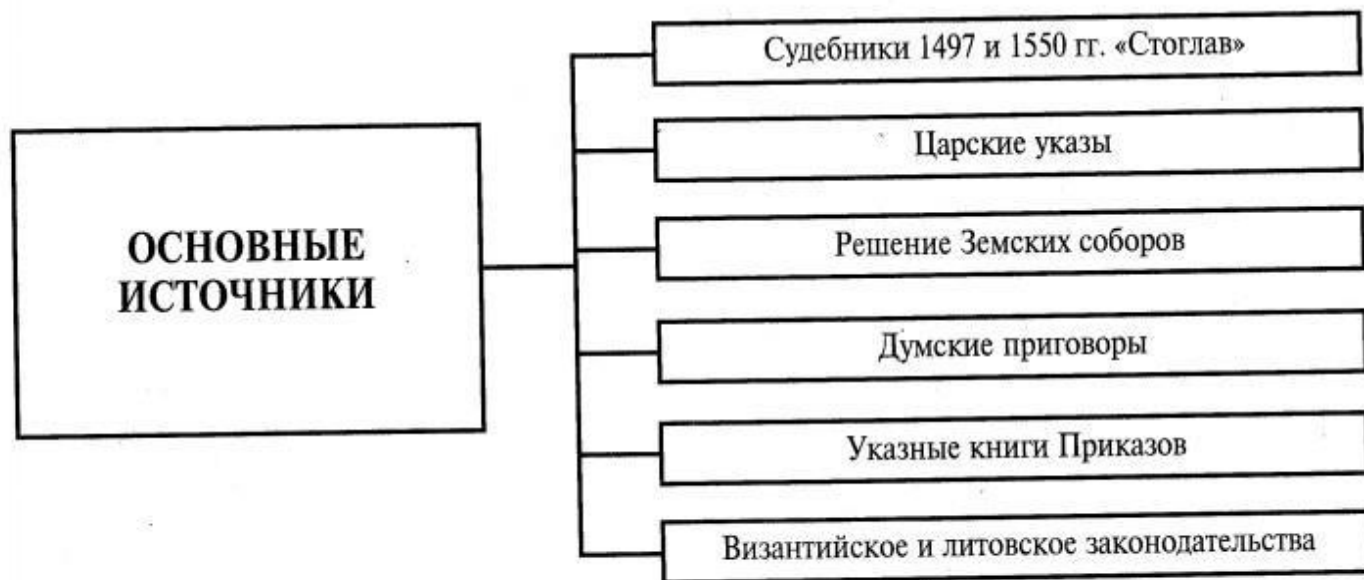 ОСНОВНЫЕ
ИСТОЧНИКИ
Судебники 1497 и 1550 гг. «Стоглав»
Царские указы
Решение Земских соборов
Думские приговоры
Указные книги Приказов
Византийское и литовское законодательства